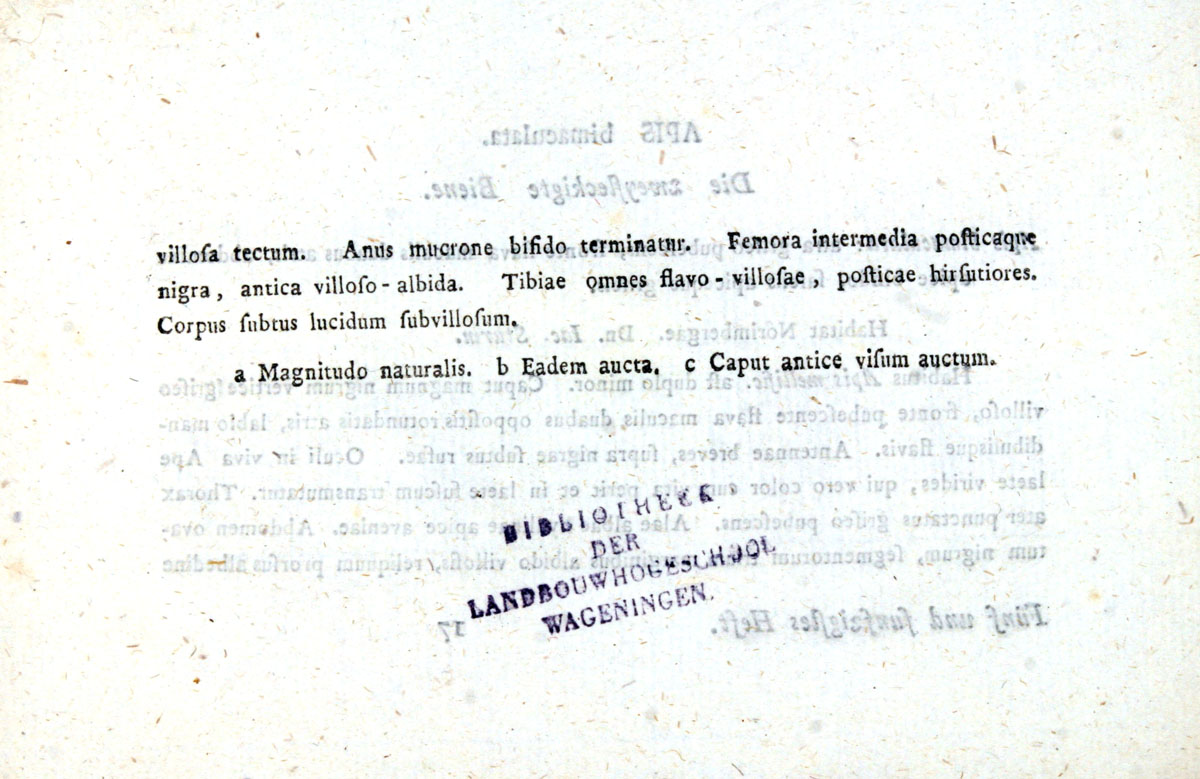 villoſa tectum. Anus mucrone bifido terminatur. Femora intermedia poſticaque
nigra, antica villoſo-albida. Tibiae omnes flavo-villoſae, poſticae hirſutiores.
Corpus ſubtus lucidum ſubvilloſum.
a Magnitudo naturalis. b Eadem aucta. c Caput antice viſum auctum.
BIBLIOTHEEK
DER
LANDBOUWHOGESCHOOL
WAGENINGEN.